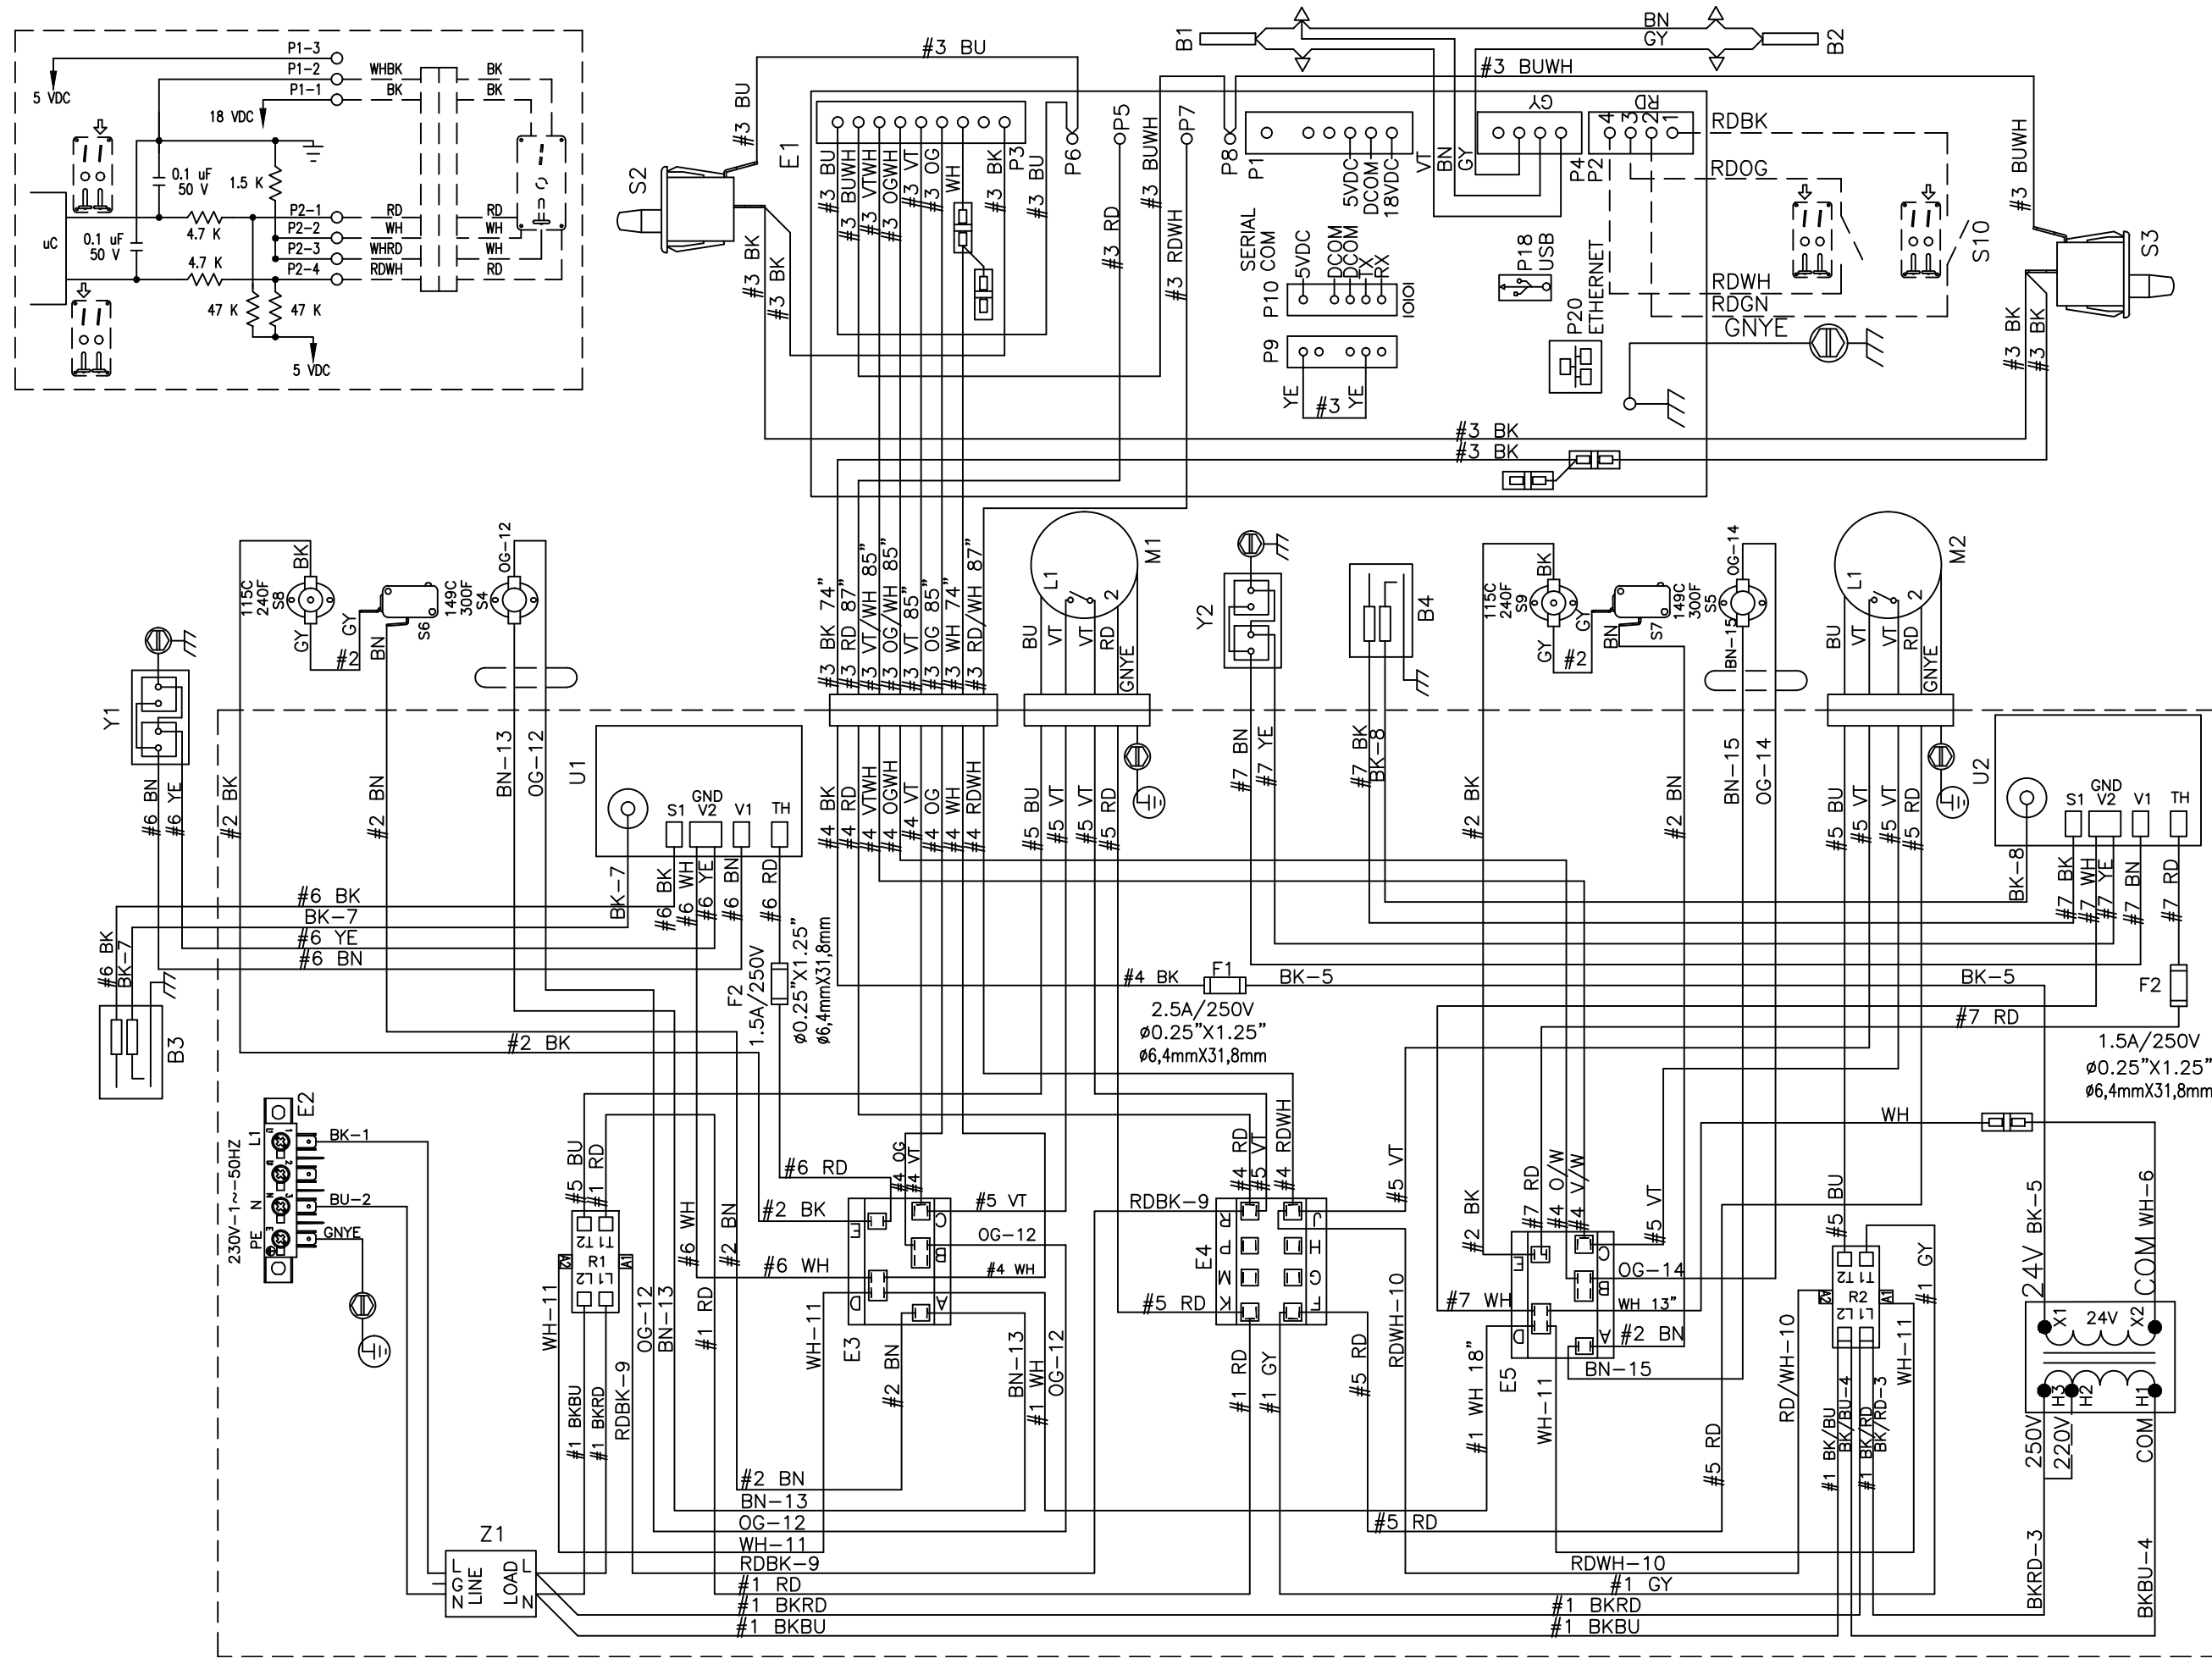 P1-3
P1-2
P1-1
5 VDC
18 VDC
WHBK
BK
BK
BK
0.1 uF
50 V
1.5 K
4.7 K
0.1 uF
50 V
uC
4.7 K
47 K
47 K
5 VDC
P2-1
P2-2
P2-3
P2-4
RD
WH
WHRD
RDWH
RD
WH
WH
RD
#3 BU
#3 BU
S2
#3 BK
#3 BK
E1
#3 BU
#3 BUWH
#3 VTWH
#3 OGWH
#3 VT
#3 OG
WH
#3 BK
P3
#3 BU
P6
P5
#3 RD
#3 BUWH
P7
#3 RDWH
P8
P1
5VDC
DCOM
18VDC
B1
BN
GY
B2
#3 BUWH
VT
BN
GY
GY
P4
P2
RD
4
3
2
1
RDBK
RDOG
RDWH
RDGN
GNYE
S10
#3 BUWH
S3
#3 BK
#3 BK
SERIAL
COM
5VDC
DCOM
DCOM
TX
RX
P10
IOIOI
P9
YE
#3
YE
P18
USB
P20
ETHERNET
#3 BK
#3 BK
115C
240F
S8
BK
GY
GY
#2
BN
S6
149C
300F
S4
OG-12
Y1
#6 BN
#6 YE
#2 BK
#2 BN
BN-13
OG-12
#3 BK 74"
#3 RD 87"
#3 VT/WH 85"
#3 OG/WH 85"
#3 VT 85"
#3 OG 85"
#3 WH 74"
#3 RD/WH 87"
L1
2
M1
BU
VT
VT
RD
GNYE
Y2
B4
#7 BN
#7 YE
#7 BK
BK-8
115C
240F
S9
BK
GY
GY
#2
BN
S7
149C
300F
S5
OG-14
BN-15
#2 BK
#2 BN
BN-15
OG-14
L1
2
M2
BU
VT
VT
RD
GNYE
U1
S1
GND
V2
V1
TH
BK-7
#6 BK
#6 WH
#6 YE
#6 BN
#6 RD
#4 BK
#4 RD
#4 VTWH
#4 OGWH
#4 VT
#4 OG
#4 WH
#4 RDWH
#5 BU
#5 VT
#5 VT
#5 RD
#5 BU
#5 VT
#5 VT
#5 RD
U2
S1
GND
V2
V1
TH
BK-8
#7 BK
#7 WH
#7 YE
#7 BN
#7 RD
#6 BK
BK-7
#6 YE
#6 BN
#6 BK
BK-7
B3
F2
1.5A/250V
ø0.25"X1.25"
ø6,4mmX31,8mm
#4 BK
F1
BK-5
2.5A/250V
ø0.25"X1.25"
ø6,4mmX31,8mm
BK-5
F2
#7 RD
1.5A/250V
ø0.25"X1.25"
ø6,4mmX31,8mm
#2 BK
E2
230V-1~-50HZ
L1
N
PE
BK-1
BU-2
GNYE
#5 BU
#1 RD
T1 T2
R1
L1 L2
A2
A1
WH-11
#1 BKBU
#1 BKRD
RDBK-9
OG-12
BN-13
#6 WH
#1 RD
#2 BN
#6 RD
#2 BK
#6 WH
WH-11
#4 OG
#4 VT
E
D
C
B
A
E3
#2 BN
#5 VT
OG-12
#4 WH
BN-13
#1 WH
OG-12
RDBK-9
#4 RD
#5 VT
#4 RDWH
E4
R
P
M
K
J
H
G
F
#5 RD
#1 RD
#1 GY
#5 RD
#5 VT
RDWH-10
#2 BK
#7 RD
#4 O/W
#4 V/W
#5 VT
#7 WH
E
D
C
B
A
E5
OG-14
WH 13"
#2 BN
BN-15
#1 WH 18"
WH-11
#5 RD
WH
#5 BU
T1 T2
R2
L1 L2
A2
A1
RD/WH-10
#1 BK/BU
BK/BU-4
#1 BK/RD
BK/RD-3
WH-11
#1 GY
24V BK-5
COM WH-6
X1
24V
X2
H3
H2
H1
250V
220V
COM
BKRD-3
BKBU-4
#2 BN
BN-13
OG-12
WH-11
RDBK-9
#1 RD
#1 BKRD
#1 BKBU
#5 RD
RDWH-10
#1 GY
#1 BKRD
#1 BKBU
Z1
L
G
N
LINE
LOAD
L
N